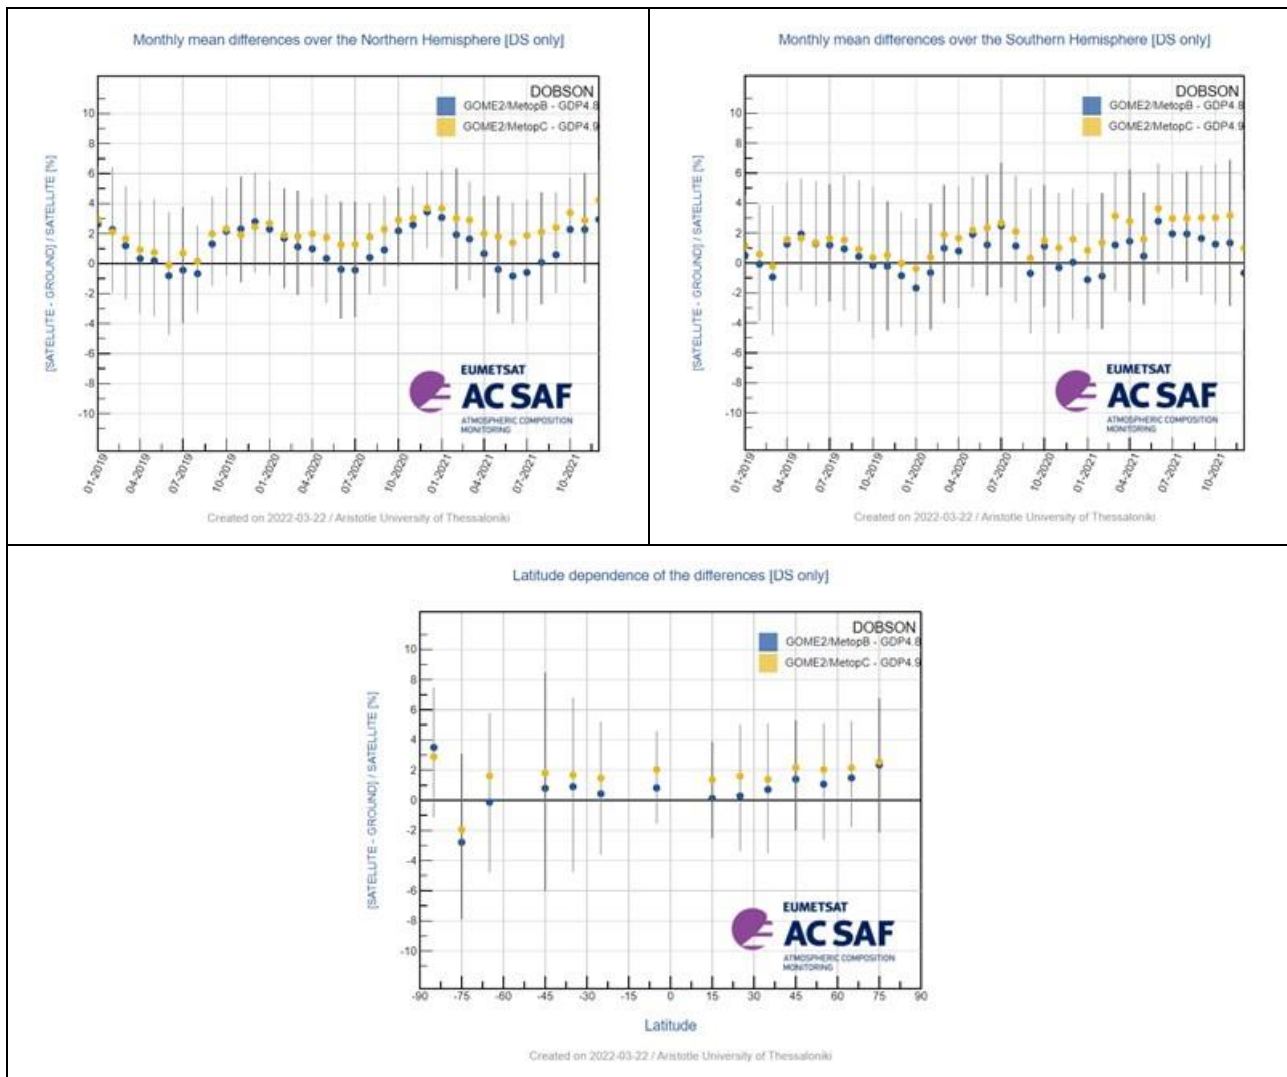 Monthly mean differences over the Northern Hemisphere [DS only]
DOBSON
GOME2/MetopB - GDP4.8
GOME2/MetopC - GDP4.9
[SATELLITE - GROUND] / SATELLITE [%]
10
8
6
4
2
0
-2
-4
-6
-8
-10
EUMETSAT
AC SAF
ATMOSPHERIC COMPOSITION
MONITORING
01-2019
04-2019
07-2019
10-2019
01-2020
04-2020
07-2020
10-2020
01-2021
04-2021
07-2021
10-2021
Created on 2022-03-22 / Aristotle University of Thessaloniki
Monthly mean differences over the Southern Hemisphere [DS only]
DOBSON
GOME2/MetopB - GDP4.8
GOME2/MetopC - GDP4.9
[SATELLITE - GROUND] / SATELLITE [%]
10
8
6
4
2
0
-2
-4
-6
-8
-10
EUMETSAT
AC SAF
ATMOSPHERIC COMPOSITION
MONITORING
01-2019
04-2019
07-2019
10-2019
01-2020
04-2020
07-2020
10-2020
01-2021
04-2021
07-2021
10-2021
Created on 2022-03-22 / Aristotle University of Thessaloniki
Latitude dependence of the differences [DS only]
DOBSON
GOME2/MetopB - GDP4.8
GOME2/MetopC - GDP4.9
[SATELLITE - GROUND] / SATELLITE [%]
10
8
6
4
2
0
-2
-4
-6
-8
-10
EUMETSAT
AC SAF
ATMOSPHERIC COMPOSITION
MONITORING
-90 -75 -60 -45 -30 -15 0 15 30 45 60 75 90
Latitude
Created on 2022-03-22 / Aristotle University of Thessaloniki